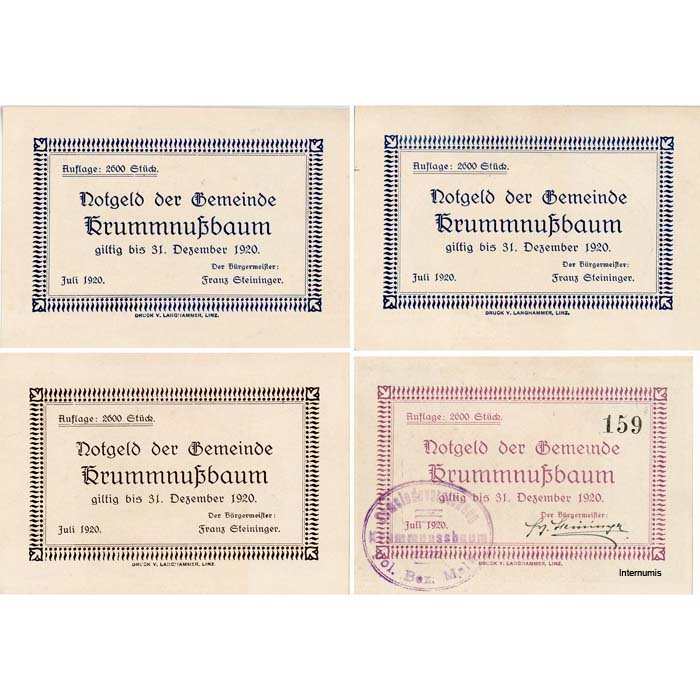 Auflage: 2600 Stück.
Notgeld der Gemeinde
Krummnußbaum
giltig bis 31. Dezember 1920.
Der Bürgermeister:
Juli 1920. Franz Steininger.
DRUCK V. LANGHAMMER, LINZ.
Auflage: 2600 Stück.
Notgeld der Gemeinde
Krummnußbaum
giltig bis 31. Dezember 1920.
Der Bürgermeister:
Juli 1920. Franz Steininger.
DRUCK V. LANGHAMMER, LINZ.
Auflage: 2600 Stück.
Notgeld der Gemeinde
Krummnußbaum
giltig bis 31. Dezember 1920.
Der Bürgermeister:
Juli 1920. Franz Steininger.
DRUCK V. LANGHAMMER, LINZ.
Auflage: 2600 Stück.
159
Notgeld der Gemeinde
Krummnußbaum
giltig bis 31. Dezember 1920.
Der Bürgermeister:
Juli 1920. Steininger
Krummnussbaum
Pol. Bez.
DRUCK V. LANGHAMMER, LINZ.
Internumis